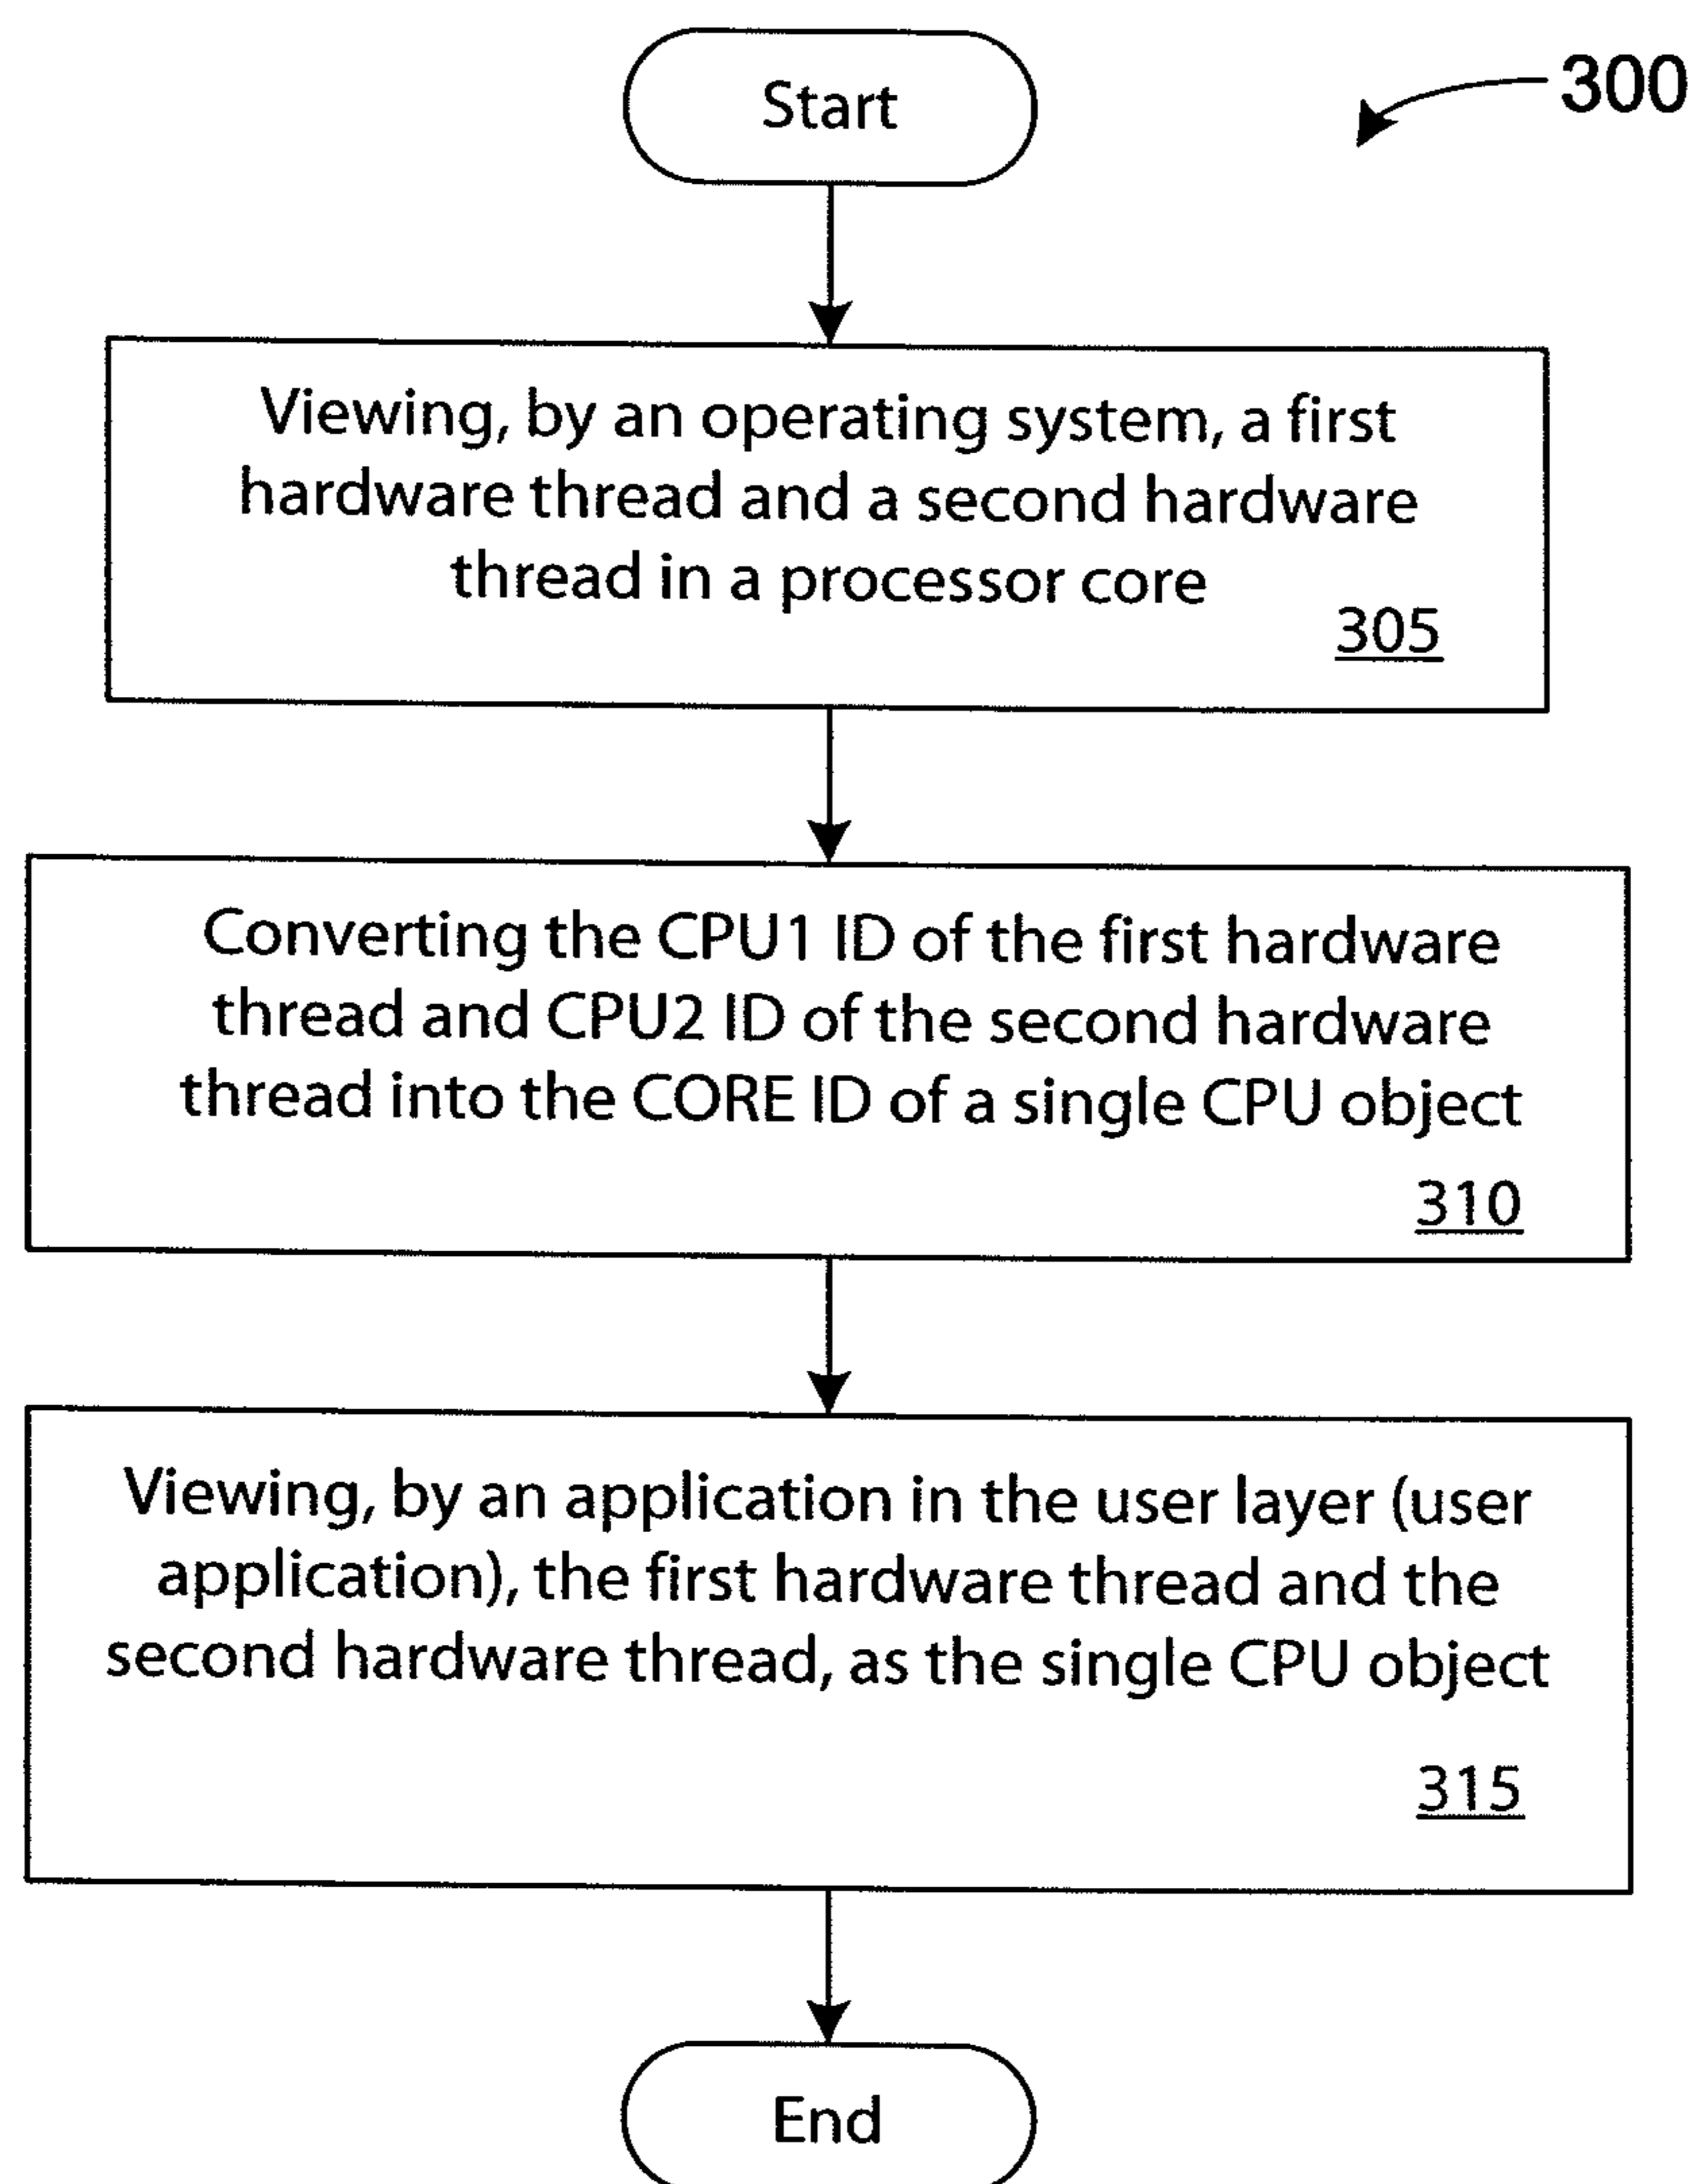 Start
300
Viewing, by an operating system, a first
hardware thread and a second hardware
thread in a processor core
305
Converting the CPU1 ID of the first hardware
thread and CPU2 ID of the second hardware
thread into the CORE ID of a single CPU object
310
Viewing, by an application in the user layer (user
application), the first hardware thread and the
second hardware thread, as the single CPU object
315
End